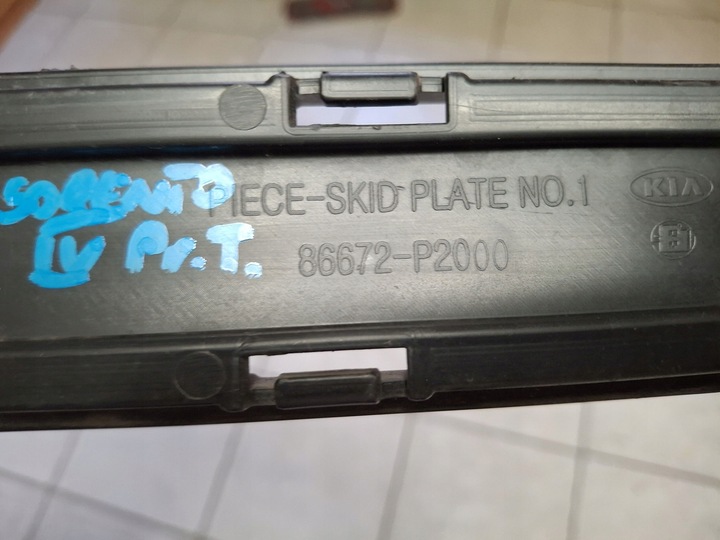 SORENTO PIECE-SKID PLATE NO.1 KIA
IV Pr.T. 86672-P2000